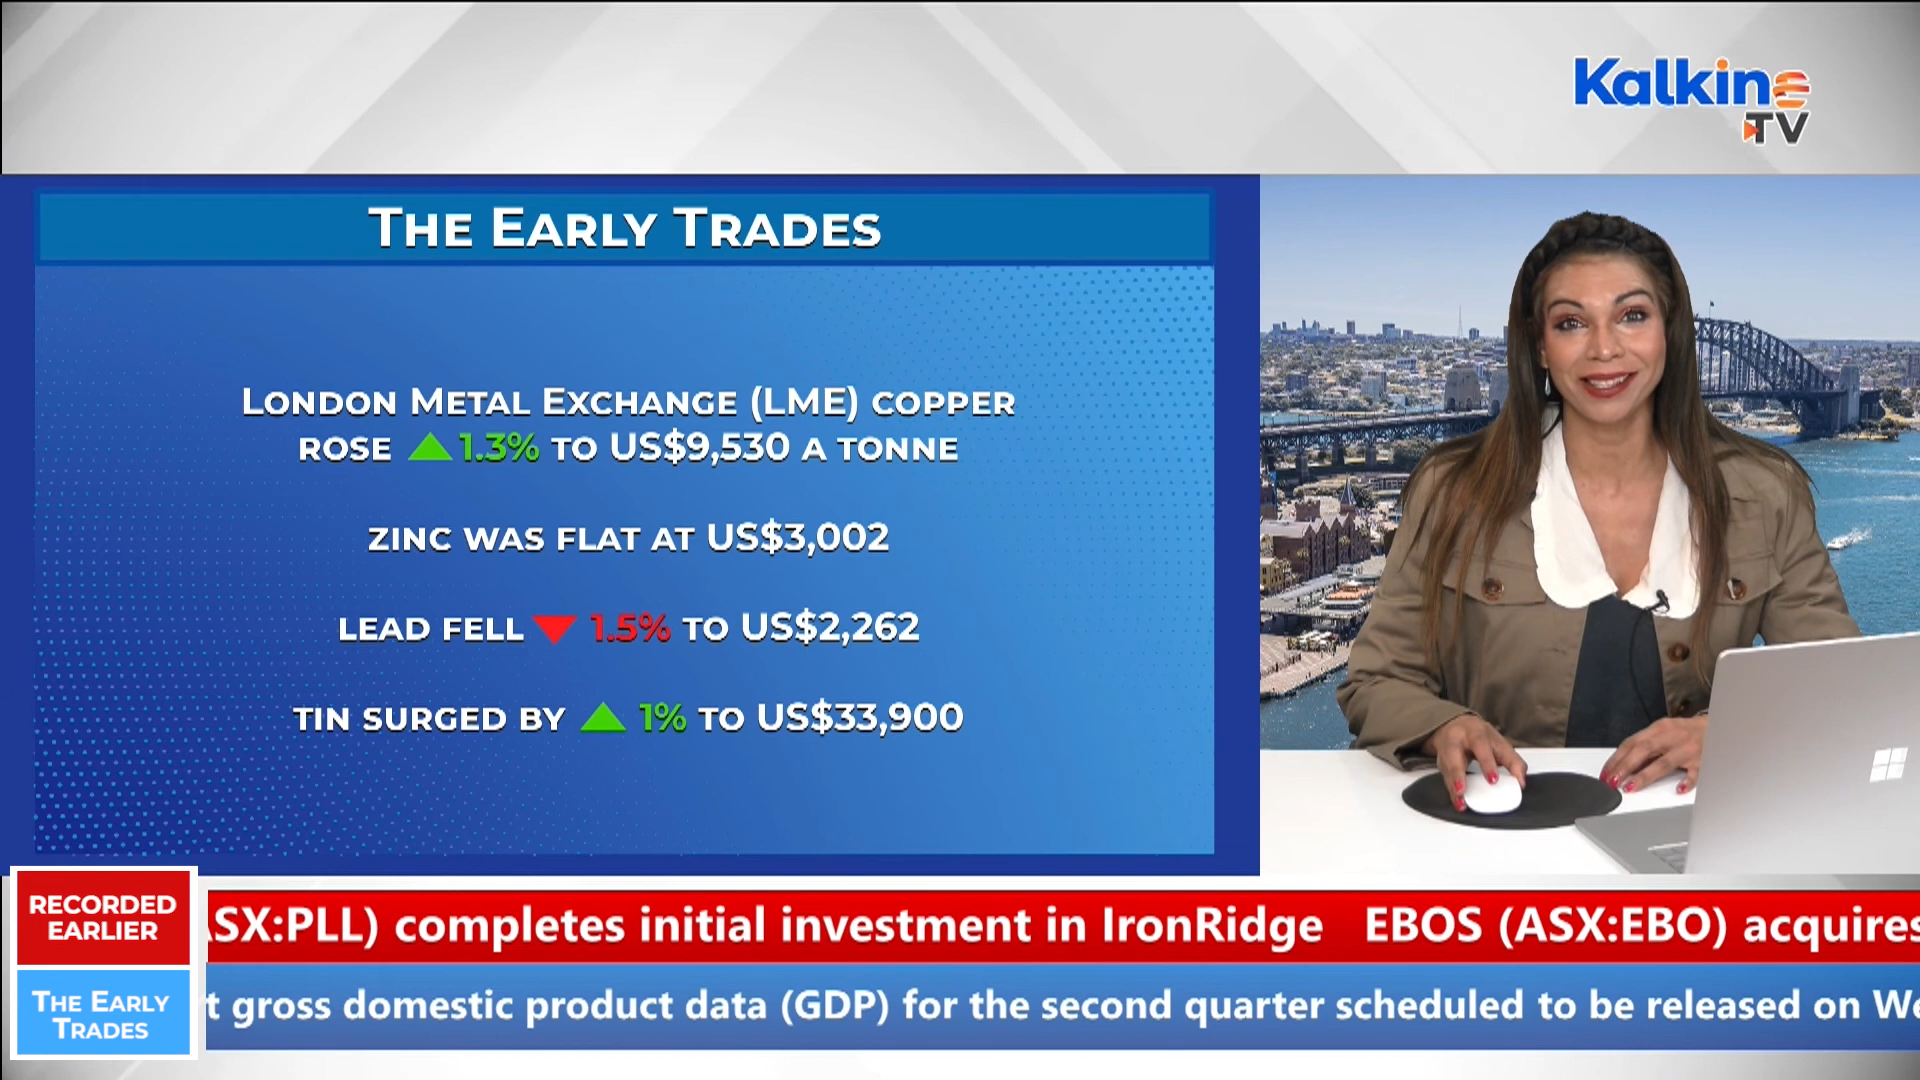 Kalkine
TV
THE EARLY TRADES
LONDON METAL EXCHANGE (LME) COPPER
ROSE 1.3% TO US$9,530 A TONNE
ZINC WAS FLAT AT US$3,002
LEAD FELL 1.5% TO US$2,262
TIN SURGED BY 1% TO US$33,900
RECORDED
EARLIER
ASX:PLL) completes initial investment in IronRidge EBOS (ASX:EBO) acquires
THE EARLY
TRADES
gross domestic product data (GDP) for the second quarter scheduled to be released on